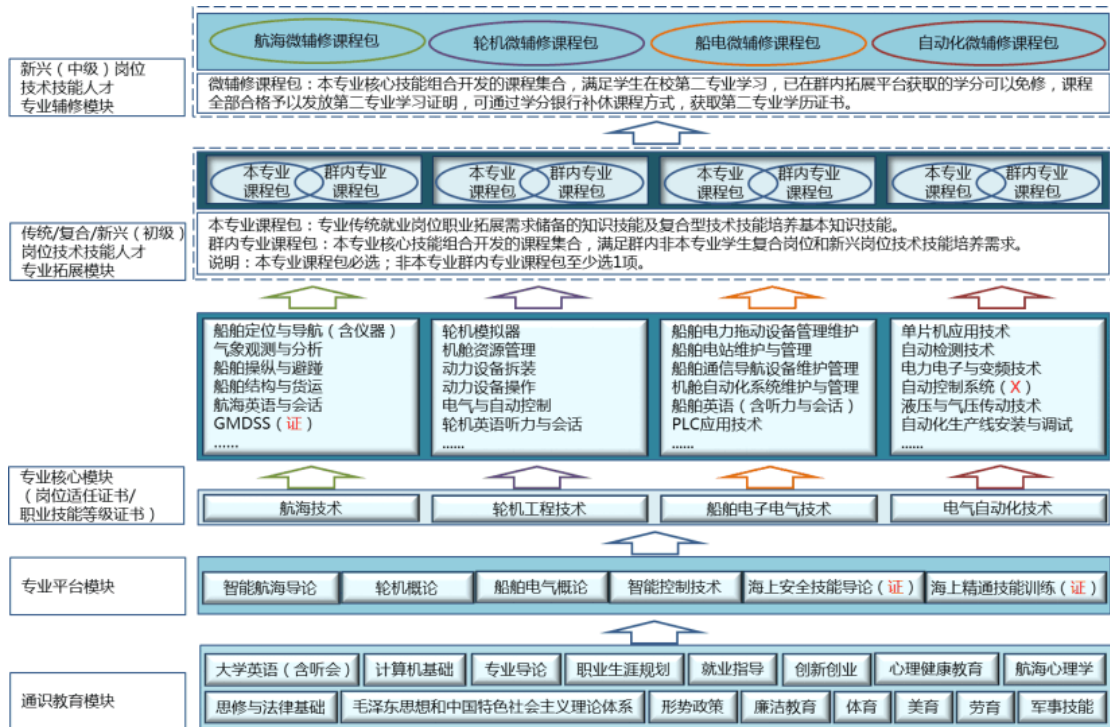 航海微辅修课程包
轮机微辅修课程包
船电微辅修课程包
自动化微辅修课程包
新兴（中级）岗位
技术技能人才
专业辅修模块
微辅修课程包：本专业核心技能组合开发的课程集合，满足学生在校第二专业学习，已在群内拓展平台获取的学分可以免修，课程
全部合格予以发放第二专业学习证明，可通过学分银行补休课程方式，获取第二专业学历证书。
本专业
课程包
群内专业
课程包
本专业
课程包
群内专业
课程包
本专业
课程包
群内专业
课程包
本专业
课程包
群内专业
课程包
传统/复合/新兴（初级）
岗位技术技能人才
专业拓展模块
本专业课程包：专业传统就业岗位职业拓展需求储备的知识技能及复合型技术技能培养基本知识技能。
群内专业课程包：本专业核心技能组合开发的课程集合，满足群内非本专业学生复合岗位和新兴岗位技术技能培养需求。
说明：本专业课程包必选；非本专业群内专业课程包至少选1项。
船舶定位与导航（含仪器）
气象观测与分析
船舶操纵与避碰
船舶结构与货运
航海英语与会话
GMDSS（证）
......
轮机模拟器
机舱资源管理
动力设备拆装
动力设备操作
电气与自动控制
轮机英语听力与会话
......
船舶电力拖动设备管理维护
船舶电站维护与管理
船舶通信导航设备维护管理
机舱自动化系统维护与管理
船舶英语（含听力与会话）
PLC应用技术
......
单片机应用技术
自动检测技术
电力电子与变频技术
自动控制系统（X）
液压与气压传动技术
自动化生产线安装与调试
......
专业核心模块
（岗位适任证书/
职业技能等级证书）
航海技术
轮机工程技术
船舶电子电气技术
电气自动化技术
专业平台模块
智能航海导论
轮机概论
船舶电气概论
智能控制技术
海上安全技能导论（证）
海上精通技能训练（证）
通识教育模块
大学英语（含听会）
计算机基础
专业导论
职业生涯规划
就业指导
创新创业
心理健康教育
航海心理学
思修与法律基础
毛泽东思想和中国特色社会主义理论体系
形势政策
廉洁教育
体育
美育
劳育
军事技能